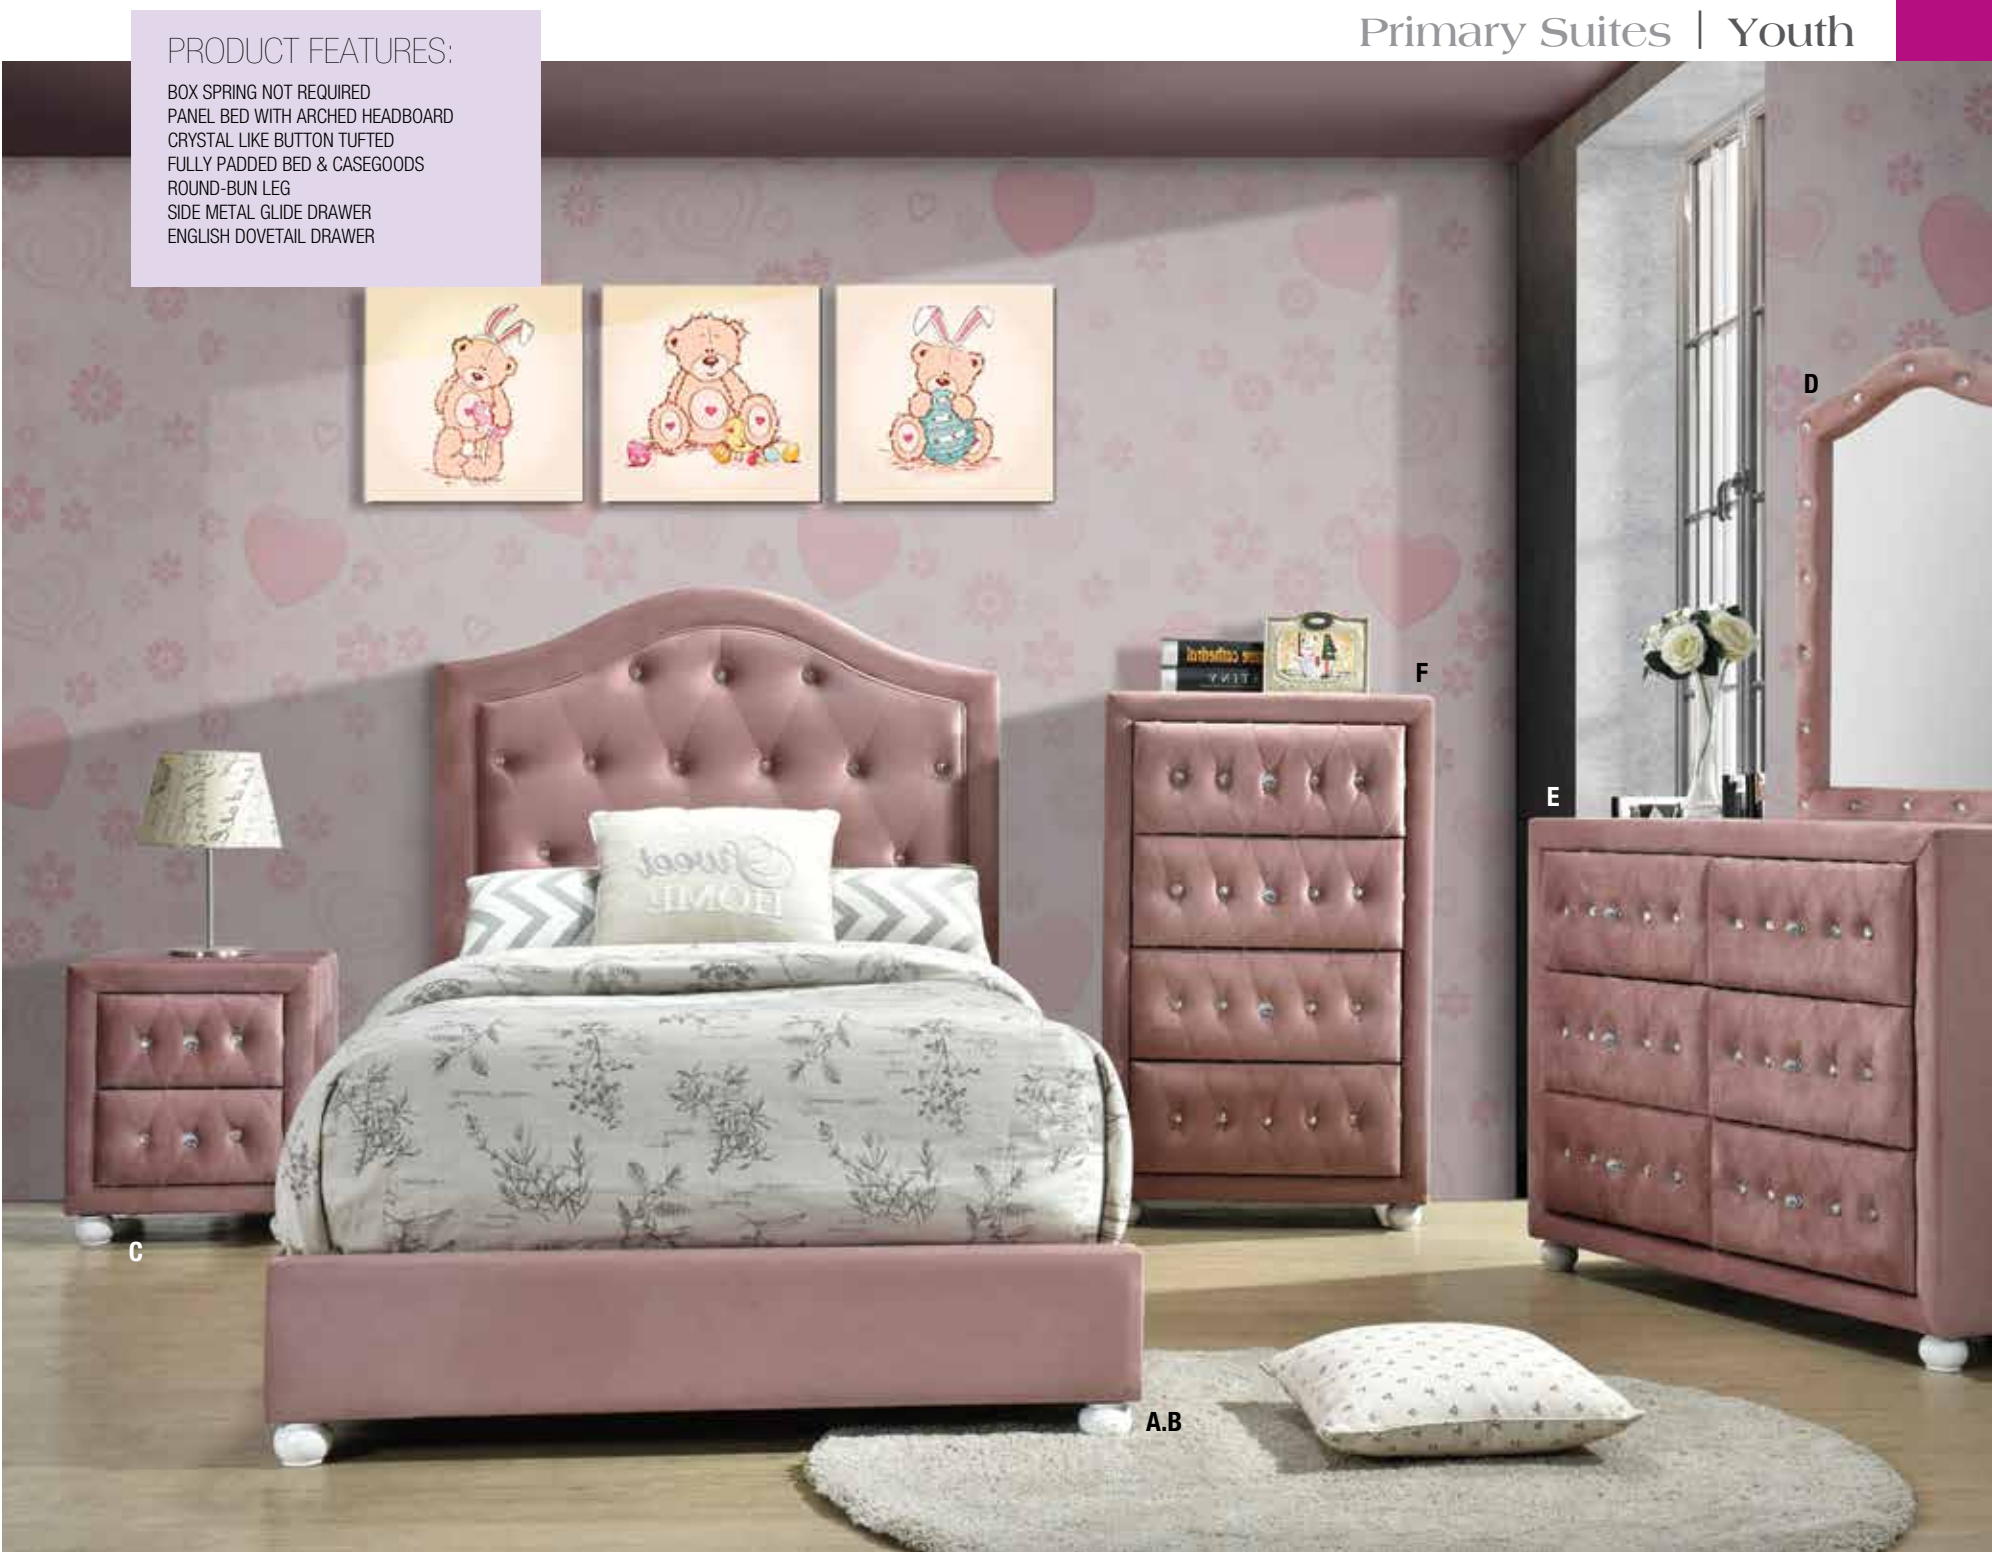 Primary Suites | Youth
PRODUCT FEATURES:
BOX SPRING NOT REQUIRED
PANEL BED WITH ARCHED HEADBOARD
CRYSTAL LIKE BUTTON TUFTED
FULLY PADDED BED & CASEGOODS
ROUND-BUN LEG
SIDE METAL GLIDE DRAWER
ENGLISH DOVETAIL DRAWER
D
F
cathedral
E
Sweet
HOME
C
A.B